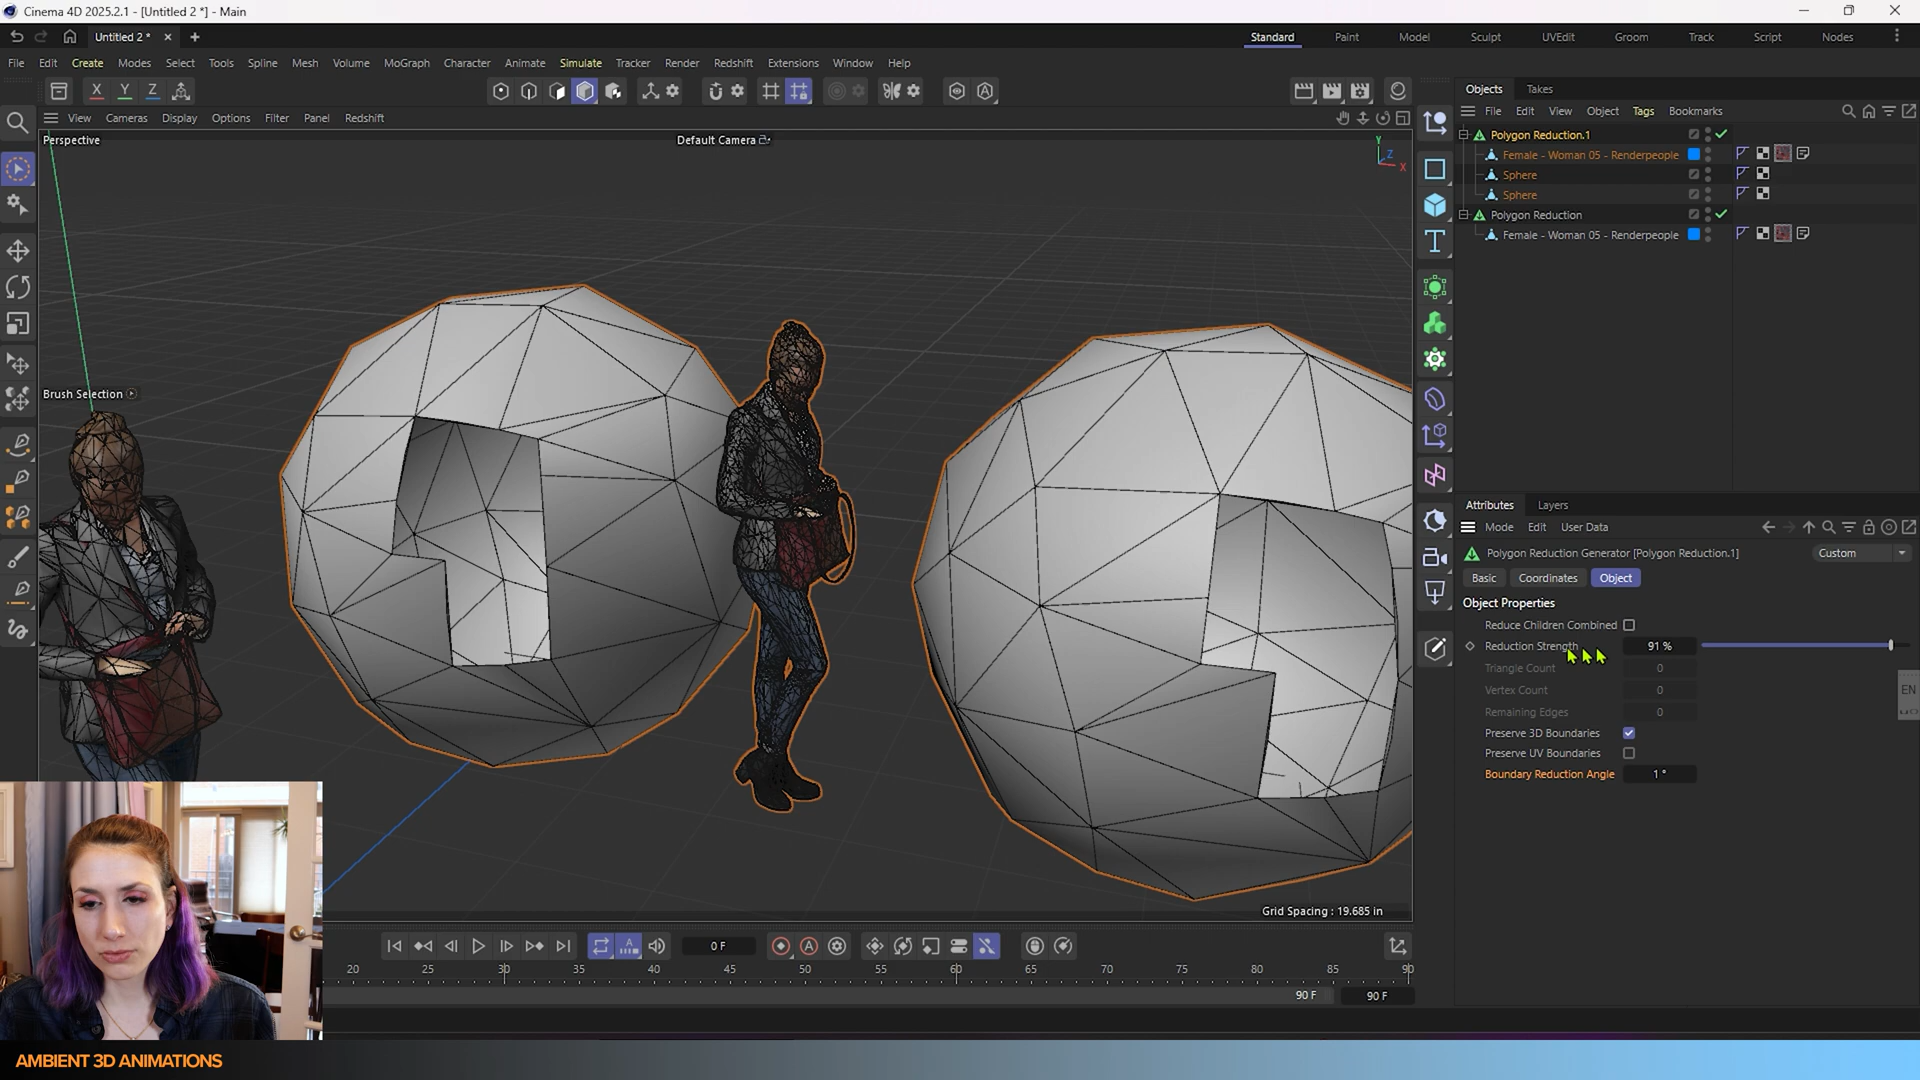 Cinema 4D 2025.2.1 - [Untitled 2 *] - Main
Untitled 2 *
Standard Paint Model Sculpt UVEdit Groom Track Script Nodes
File Edit Create Modes Select Tools Spline Mesh Volume MoGraph Character Animate Simulate Tracker Render Redshift Extensions Window Help
X Y Z
View Cameras Display Options Filter Panel Redshift
Perspective
Default Camera
Y
Z
X
Brush Selection
Grid Spacing : 19.685 in
Objects Takes
File Edit View Object Tags Bookmarks
Polygon Reduction.1
Female - Woman 05 - Renderpeople
Sphere
Sphere
Polygon Reduction
Female - Woman 05 - Renderpeople
Attributes Layers
Mode Edit User Data
Polygon Reduction Generator [Polygon Reduction.1]
Custom
Basic Coordinates Object
Object Properties
Reduce Children Combined
Reduction Strength 91 %
Triangle Count 0
Vertex Count 0
Remaining Edges 0
Preserve 3D Boundaries
Preserve UV Boundaries
Boundary Reduction Angle 1 °
EN
0 F
20 25 30 35 40 45 50 55 60 65 70 75 80 85 90
90 F 90 F
AMBIENT 3D ANIMATIONS